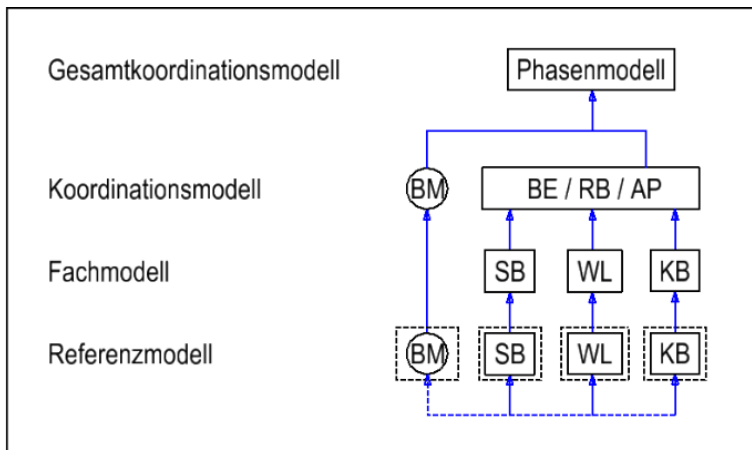 Gesamtkoordinationsmodell Phasenmodell
Koordinationsmodell BM BE / RB / AP
Fachmodell SB WL KB
Referenzmodell BM SB WL KB